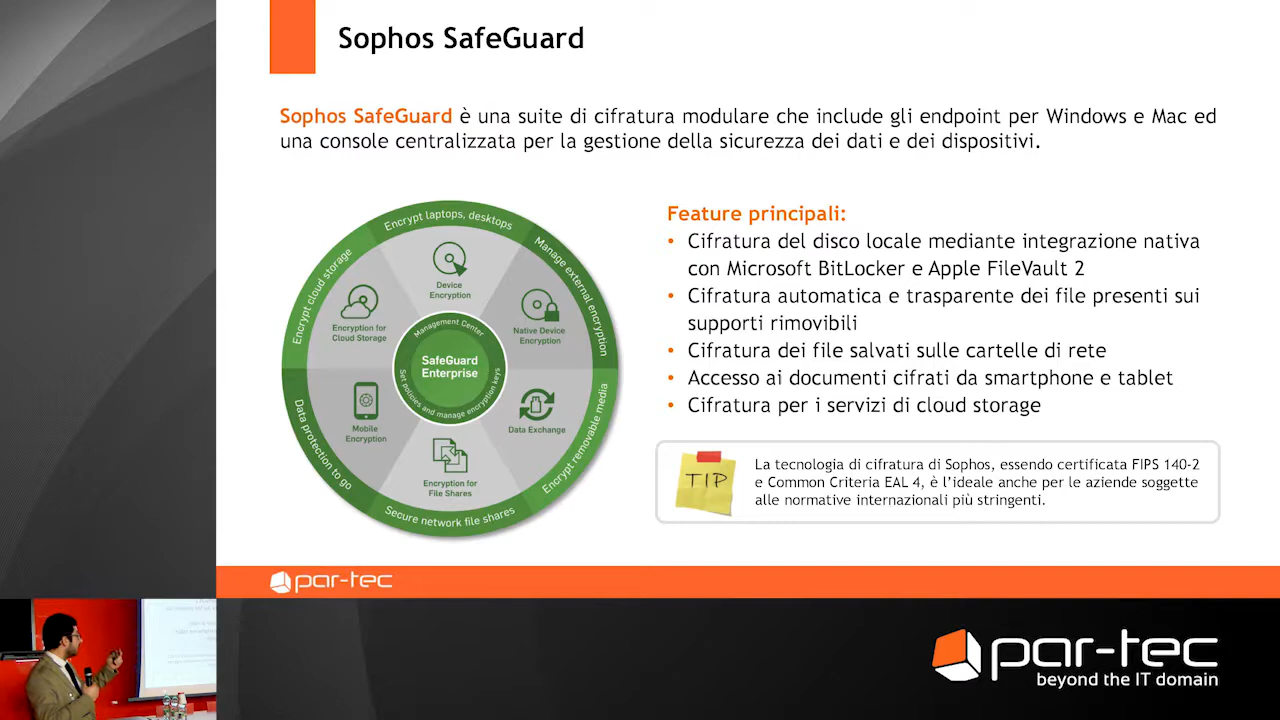 Sophos SafeGuard
Sophos SafeGuard è una suite di cifratura modulare che include gli endpoint per Windows e Mac ed
una console centralizzata per la gestione della sicurezza dei dati e dei dispositivi.
Encrypt laptops, desktops
Manage external encryption
Encrypt removable media
Secure network file shares
Data protection to go
Encrypt cloud storage
Device
Encryption
Native Device
Encryption
Data Exchange
Encryption for
File Shares
Mobile
Encryption
Encryption for
Cloud Storage
Management Center
SafeGuard
Enterprise
Set policies and manage encryption keys
Feature principali:
• Cifratura del disco locale mediante integrazione nativa
con Microsoft BitLocker e Apple FileVault 2
• Cifratura automatica e trasparente dei file presenti sui
supporti rimovibili
• Cifratura dei file salvati sulle cartelle di rete
• Accesso ai documenti cifrati da smartphone e tablet
• Cifratura per i servizi di cloud storage
TIP
La tecnologia di cifratura di Sophos, essendo certificata FIPS 140-2
e Common Criteria EAL 4, è l'ideale anche per le aziende soggette
alle normative internazionali più stringenti.
par-tec
par-tec
beyond the IT domain